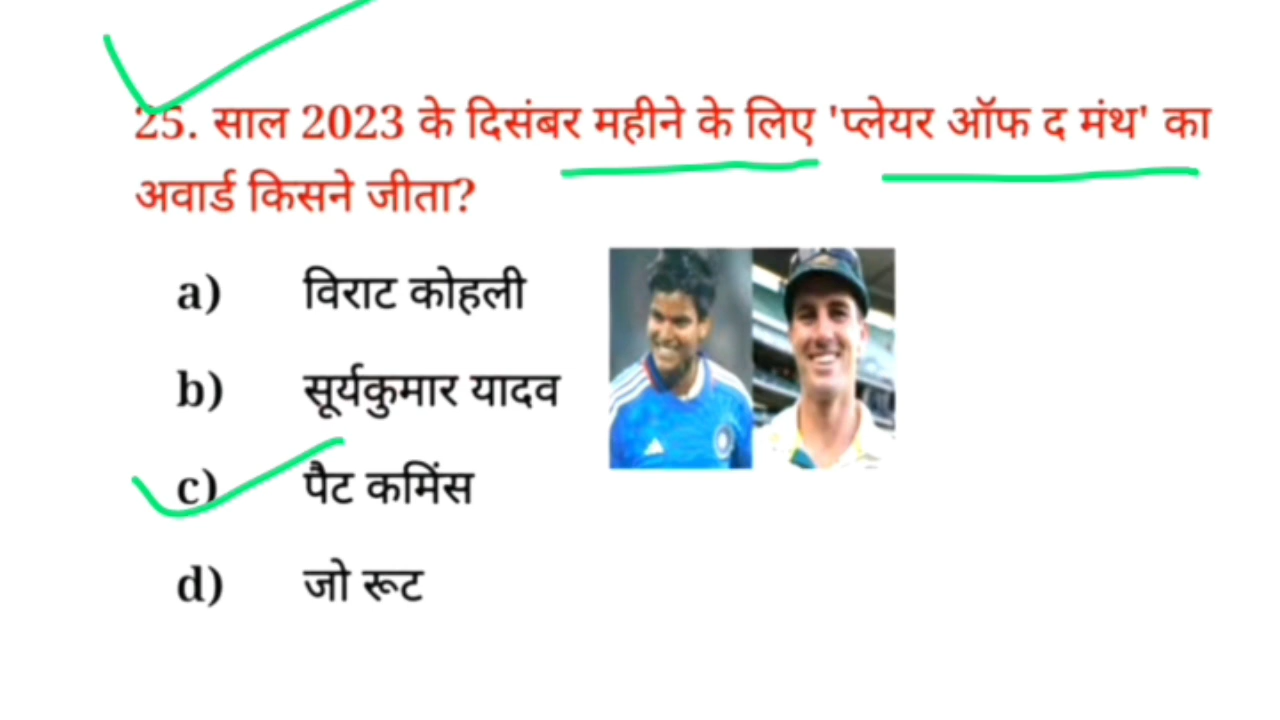 25. साल 2023 के दिसंबर महीने के लिए 'प्लेयर ऑफ द मंथ' का
अवार्ड किसने जीता?
a) विराट कोहली
b) सूर्यकुमार यादव
c) पैट कमिंस
d) जो रूट